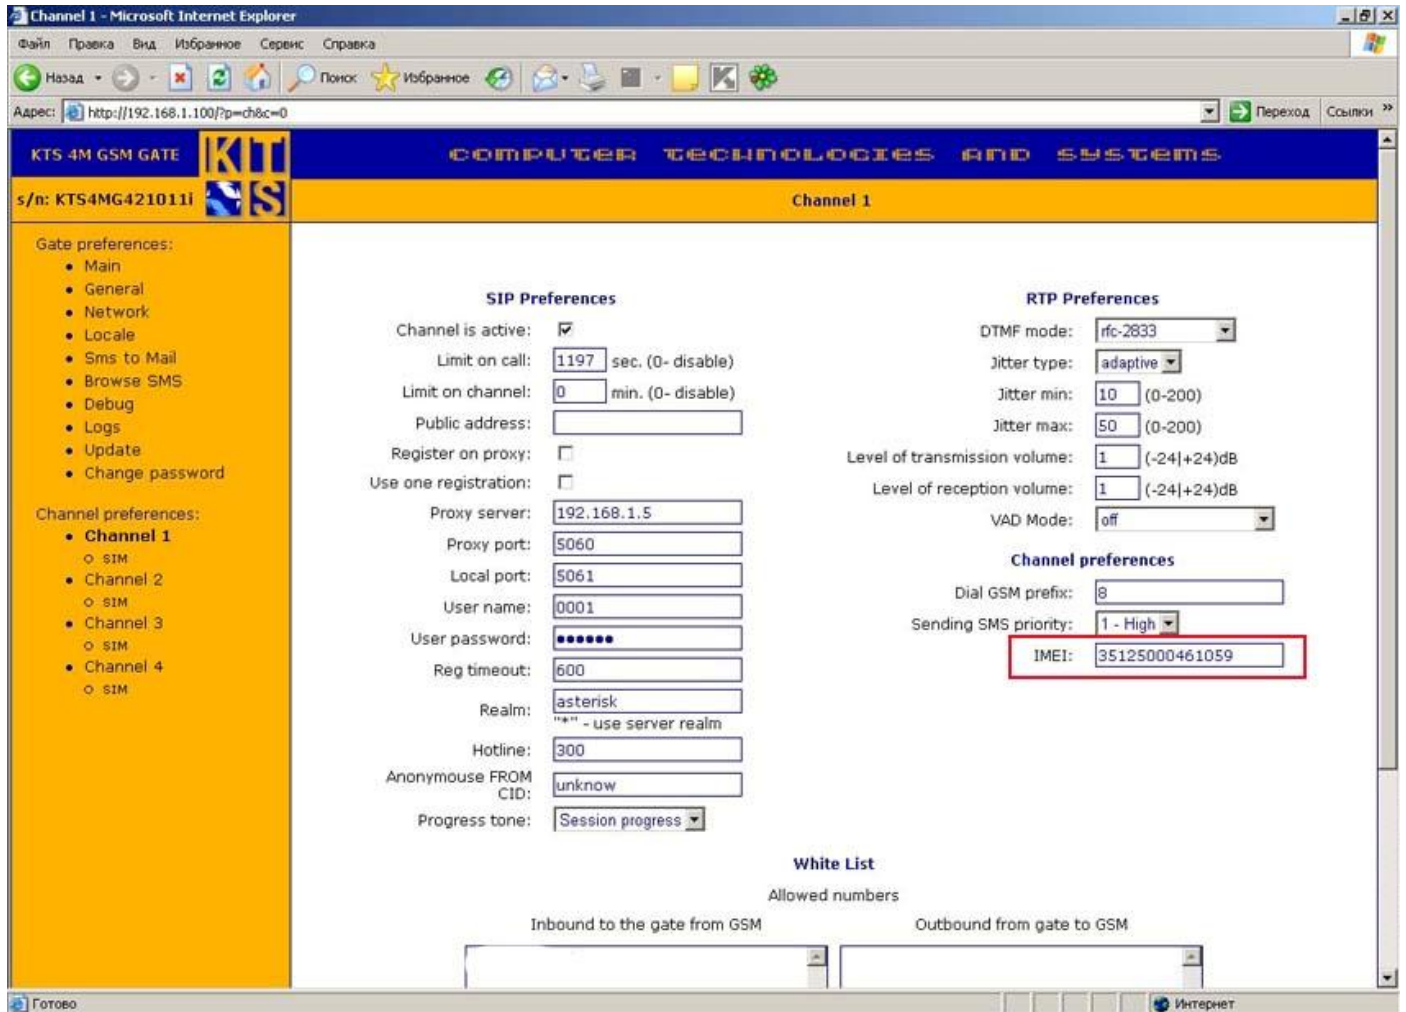 Channel 1 - Microsoft Internet Explorer
Файл Правка Вид Избранное Сервис Справка
Назад Поиск Избранное
Адрес: http://192.168.1.100/?p=ch&c=0 Переход Ссылки »
KTS 4M GSM GATE KTS COMPUTER TECHNOLOGIES AND SYSTEMS
s/n: KTS4MG421011i Channel 1
Gate preferences:
• Main
• General
• Network
• Locale
• Sms to Mail
• Browse SMS
• Debug
• Logs
• Update
• Change password
Channel preferences:
• Channel 1
○ SIM
• Channel 2
○ SIM
• Channel 3
○ SIM
• Channel 4
○ SIM
SIP Preferences
Channel is active:
Limit on call: 1197 sec. (0- disable)
Limit on channel: 0 min. (0- disable)
Public address:
Register on proxy:
Use one registration:
Proxy server: 192.168.1.5
Proxy port: 5060
Local port: 5061
User name: 0001
User password: ●●●●●●
Reg timeout: 600
Realm: asterisk
"*" - use server realm
Hotline: 300
Anonymouse FROM
CID: unknow
Progress tone: Session progress
RTP Preferences
DTMF mode: rfc-2833
Jitter type: adaptive
Jitter min: 10 (0-200)
Jitter max: 50 (0-200)
Level of transmission volume: 1 (-24|+24)dB
Level of reception volume: 1 (-24|+24)dB
VAD Mode: off
Channel preferences
Dial GSM prefix: 8
Sending SMS priority: 1 - High
IMEI: 35125000461059
White List
Allowed numbers
Inbound to the gate from GSM Outbound from gate to GSM
Готово Интернет